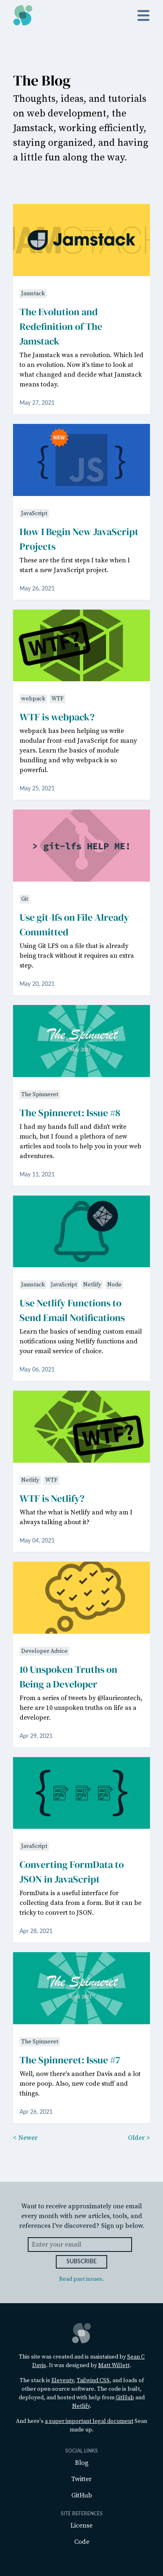 The Blog
Thoughts, ideas, and tutorials
on web development, the
Jamstack, working efficiently,
staying organized, and having
a little fun along the way.
Jamstack
Jamstack
The Evolution and
Redefinition of The
Jamstack
The Jamstack was a revolution. Which led
to an evolution. Now it's time to look at
what changed and decide what Jamstack
means today.
May 27, 2021
NEW
JS
JavaScript
How I Begin New JavaScript
Projects
These are the first steps I take when I
start a new JavaScript project.
May 26, 2021
WTF?
webpack WTF
WTF is webpack?
webpack has been helping us write
modular front-end JavaScript for many
years. Learn the basics of module
bundling and why webpack is so
powerful.
May 25, 2021
> git-lfs HELP ME!
Git
Use git-lfs on File Already
Committed
Using Git LFS on a file that is already
being track without it requires an extra
step.
May 20, 2021
The Spinneret
The Spinneret
The Spinneret: Issue #8
I had my hands full and didn't write
much, but I found a plethora of new
articles and tools to help you in your web
adventures.
May 11, 2021
Jamstack JavaScript Netlify Node
Use Netlify Functions to
Send Email Notifications
Learn the basics of sending custom email
notifications using Netlify functions and
your email service of choice.
May 06, 2021
WTF?
Netlify WTF
WTF is Netlify?
What the what is Netlify and why am I
always talking about it?
May 04, 2021
Developer Advice
10 Unspoken Truths on
Being a Developer
From a series of tweets by @laurieontech,
here are 10 unspoken truths on life as a
developer.
Apr 29, 2021
JavaScript
Converting FormData to
JSON in JavaScript
FormData is a useful interface for
collecting data from a form. But it can be
tricky to convert to JSON.
Apr 28, 2021
The Spinneret
The Spinneret
The Spinneret: Issue #7
Well, now there's another Davis and a lot
more poop. Also, new code stuff and
things.
Apr 26, 2021
< Newer Older >
Want to receive approximately one email
every month with new articles, tools, and
references I've discovered? Sign up below.
Enter your email
SUBSCRIBE
Read past issues.
This site was created and is maintained by Sean C
Davis. It was designed by Matt Willett.
The stack is Eleventy, Tailwind CSS, and loads of
other open-source software. The code is built,
deployed, and hosted with help from GitHub and
Netlify.
And here's a super important legal document Sean
made up.
SOCIAL LINKS
Blog
Twitter
GitHub
SITE REFERENCES
License
Code